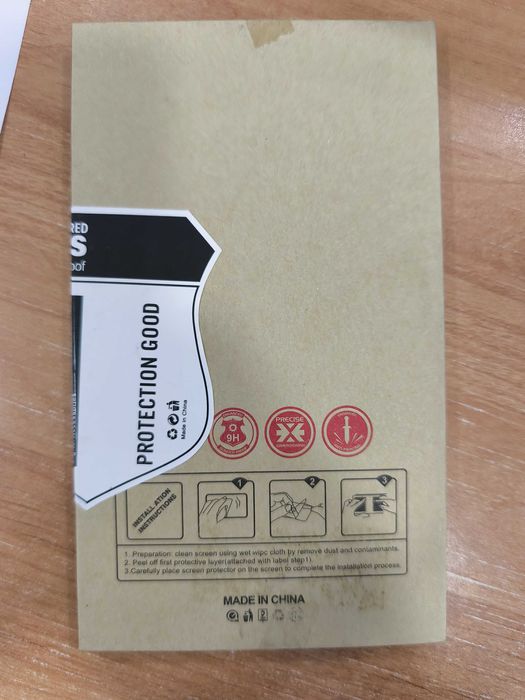 RED
S
oof
PROTECTION GOOD
Made in China
9H
PRECISE
INSTALLATION
INSTRUCTIONS
1
2
3
1. Preparation: clean screen using wet wipc cloth by remove dust and contaminants.
2. Peel off first protective layer(attached with label step1).
3.Carefully place screen protector on the screen to complete the installation process.
MADE IN CHINA